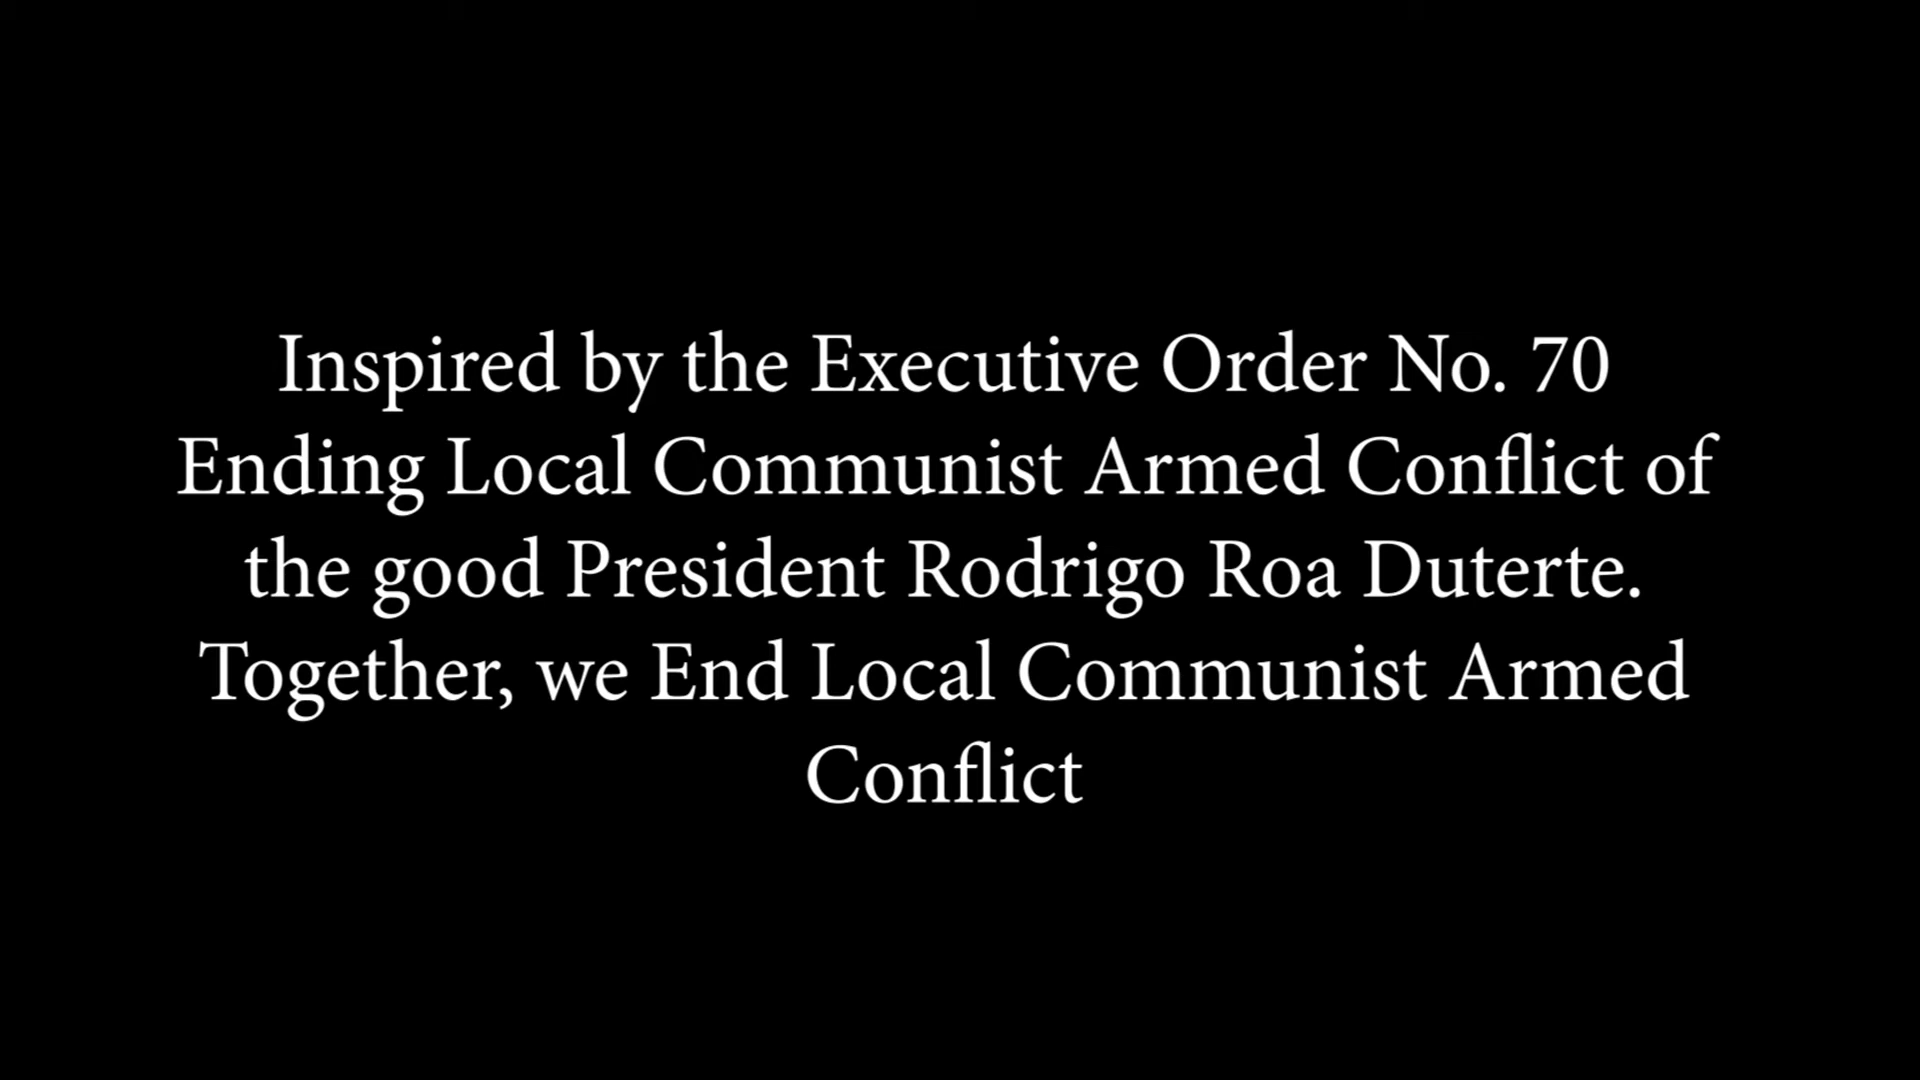 Inspired by the Executive Order No. 70
Ending Local Communist Armed Conflict of
the good President Rodrigo Roa Duterte.
Together, we End Local Communist Armed
Conflict